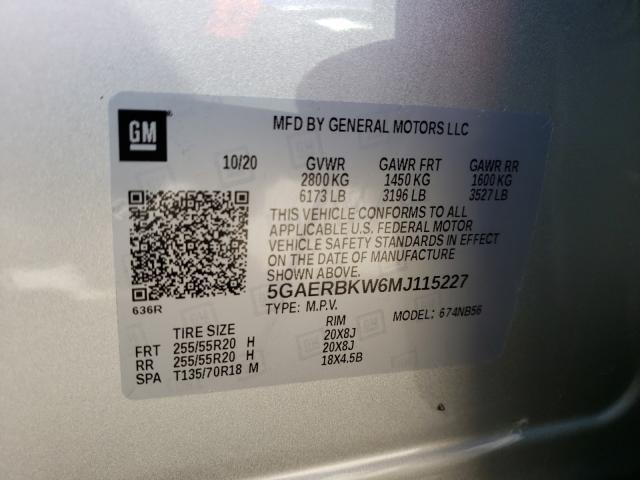 GM
MFD BY GENERAL MOTORS LLC
10/20 GVWR GAWR FRT GAWR RR
2800 KG 1450 KG 1600 KG
6173 LB 3196 LB 3527 LB
THIS VEHICLE CONFORMS TO ALL
APPLICABLE U.S. FEDERAL MOTOR
VEHICLE SAFETY STANDARDS IN EFFECT
ON THE DATE OF MANUFACTURE
SHOWN ABOVE.
5GAERBKW6MJ115227
636R
TYPE: M.P.V. MODEL: 674NB56
TIRE SIZE RIM
FRT 255/55R20 H 20X8J
RR 255/55R20 H 20X8J
SPA T135/70R18 M 18X4.5B